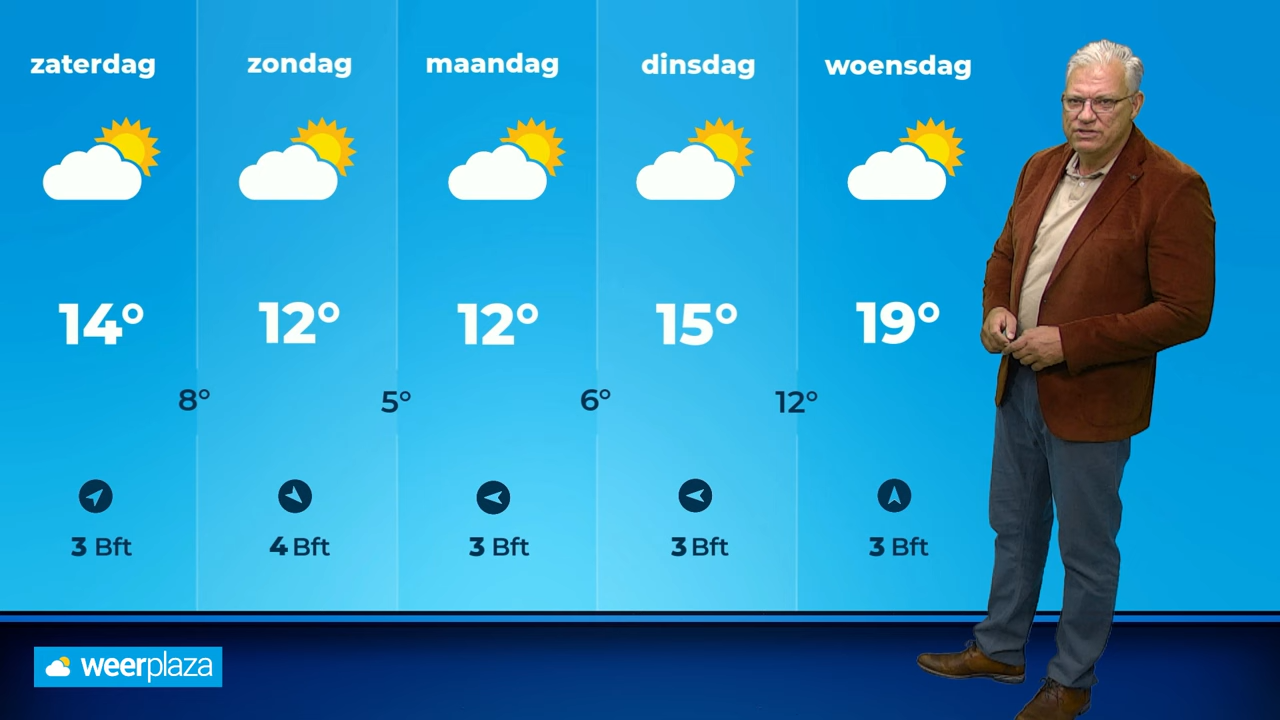 zaterdag zondag maandag dinsdag woensdag
14° 12° 12° 15° 19°
8° 5° 6° 12°
3 Bft 4 Bft 3 Bft 3 Bft 3 Bft
weerplaza